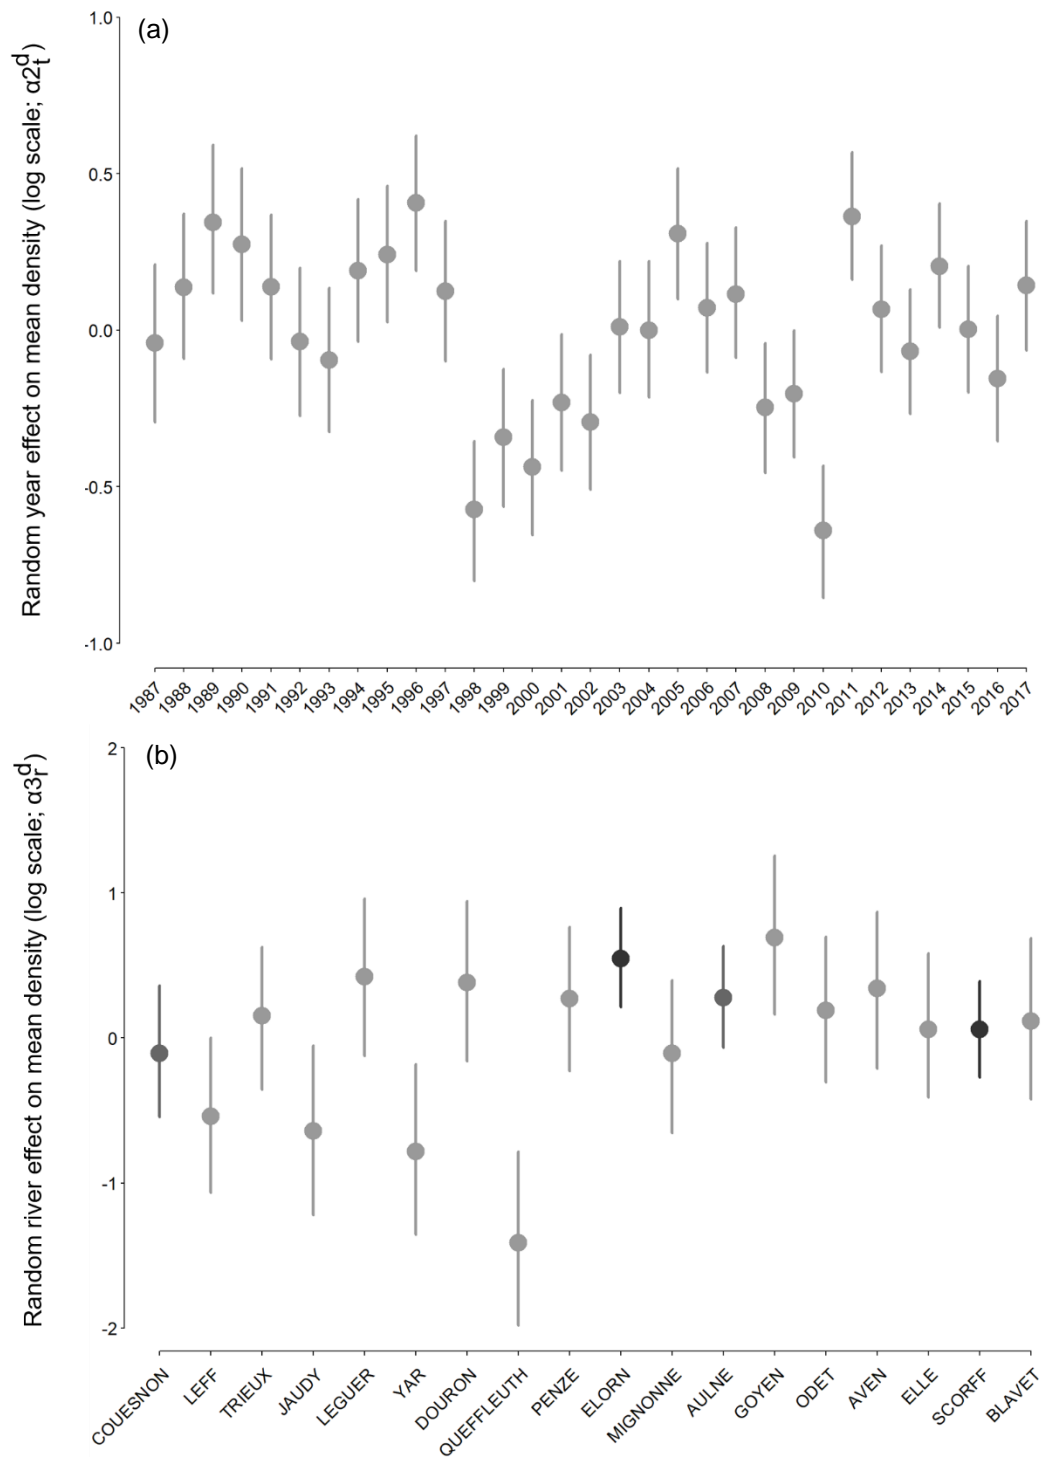 (a)
Random year effect on mean density (log scale; α2ₜᵈ)
1.0
0.5
0.0
-0.5
-1.0
1987 1988 1989 1990 1991 1992 1993 1994 1995 1996 1997 1998 1999 2000 2001 2002 2003 2004 2005 2006 2007 2008 2009 2010 2011 2012 2013 2014 2015 2016 2017
(b)
Random river effect on mean density (log scale; α3ᵣᵈ)
2
1
0
-1
-2
COUESNON LEFF TRIEUX JAUDY LEGUER YAR DOURON QUEFFLEUTH PENZE ELORN MIGNONNE AULNE GOYEN ODET AVEN ELLE SCORFF BLAVET